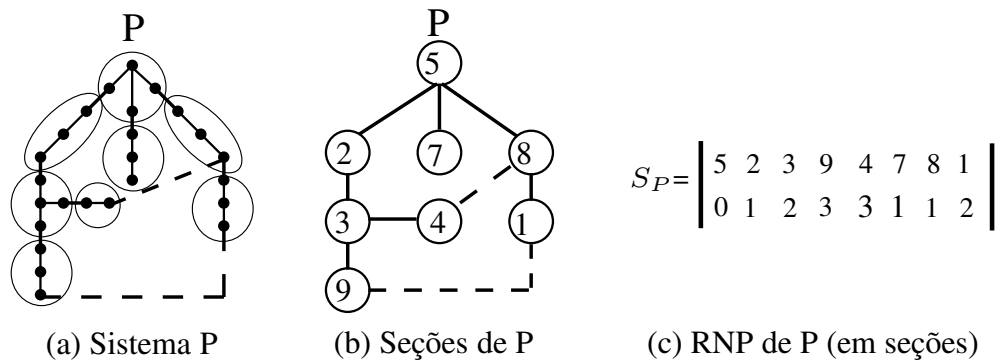 P
P
5
2 7 8
3 4 1
9
S_P = 5 2 3 9 4 7 8 1
0 1 2 3 3 1 1 2
(a) Sistema P
(b) Seções de P
(c) RNP de P (em seções)